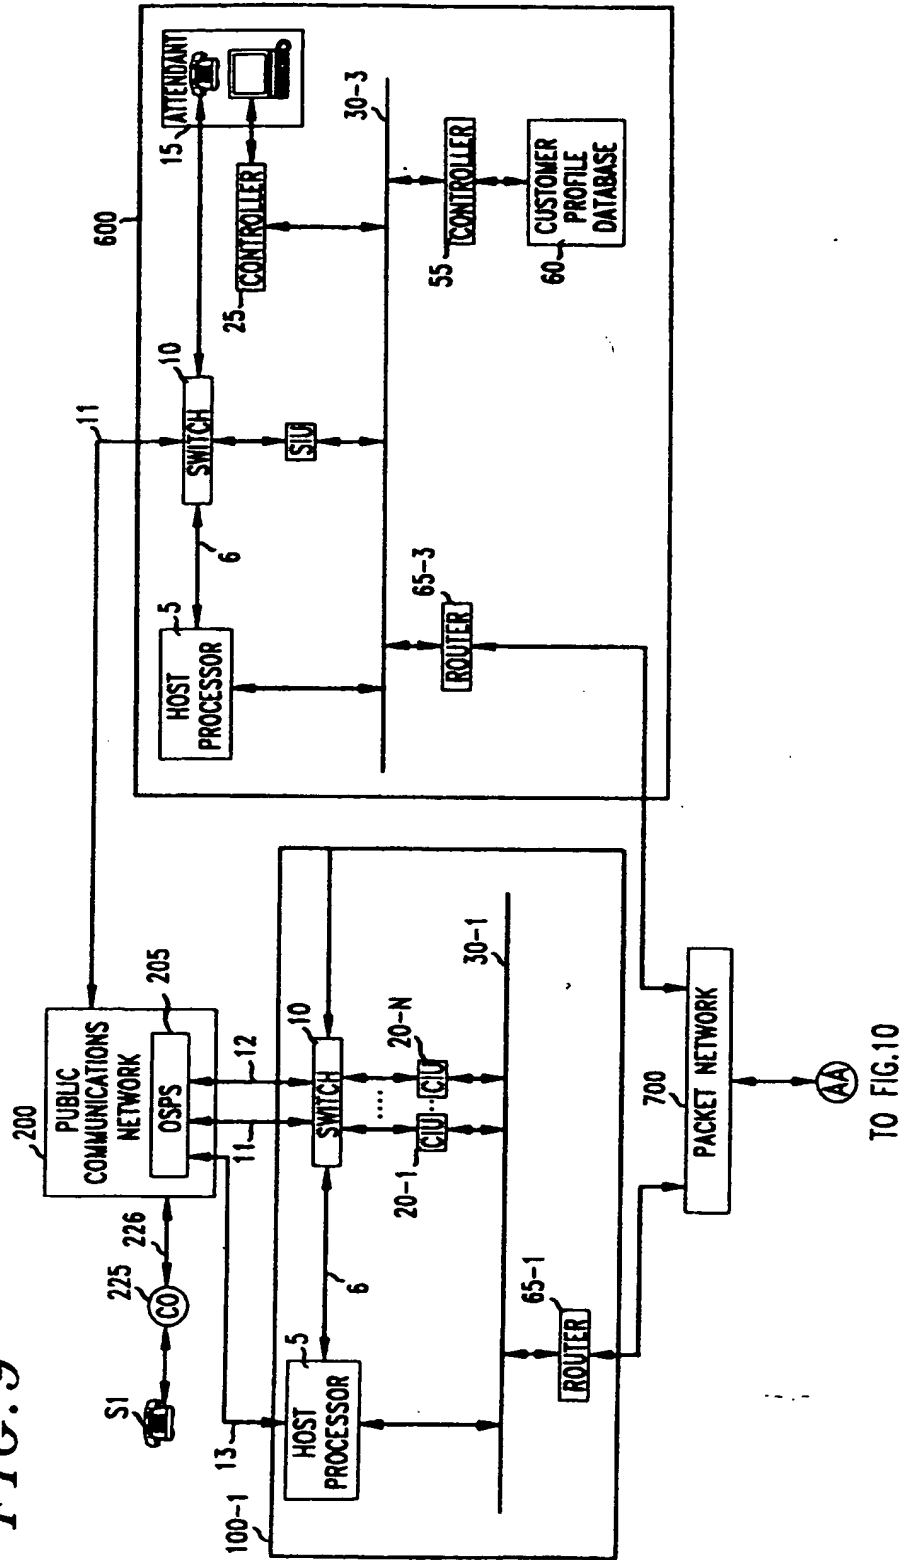 FIG. 9
S1
225
CO
226
200
PUBLIC
COMMUNICATIONS
NETWORK
OSPS
205
11
13
11
12
100-1
HOST
PROCESSOR
5
6
SWITCH
10
20-1
CIU
...
.....
CIU
20-N
30-1
65-1
ROUTER
600
HOST
PROCESSOR
5
6
SWITCH
10
SIU
15
ATTENDANT
25
CONTROLLER
30-3
65-3
ROUTER
55
CONTROLLER
60
CUSTOMER
PROFILE
DATABASE
700
PACKET NETWORK
AA
TO FIG.10